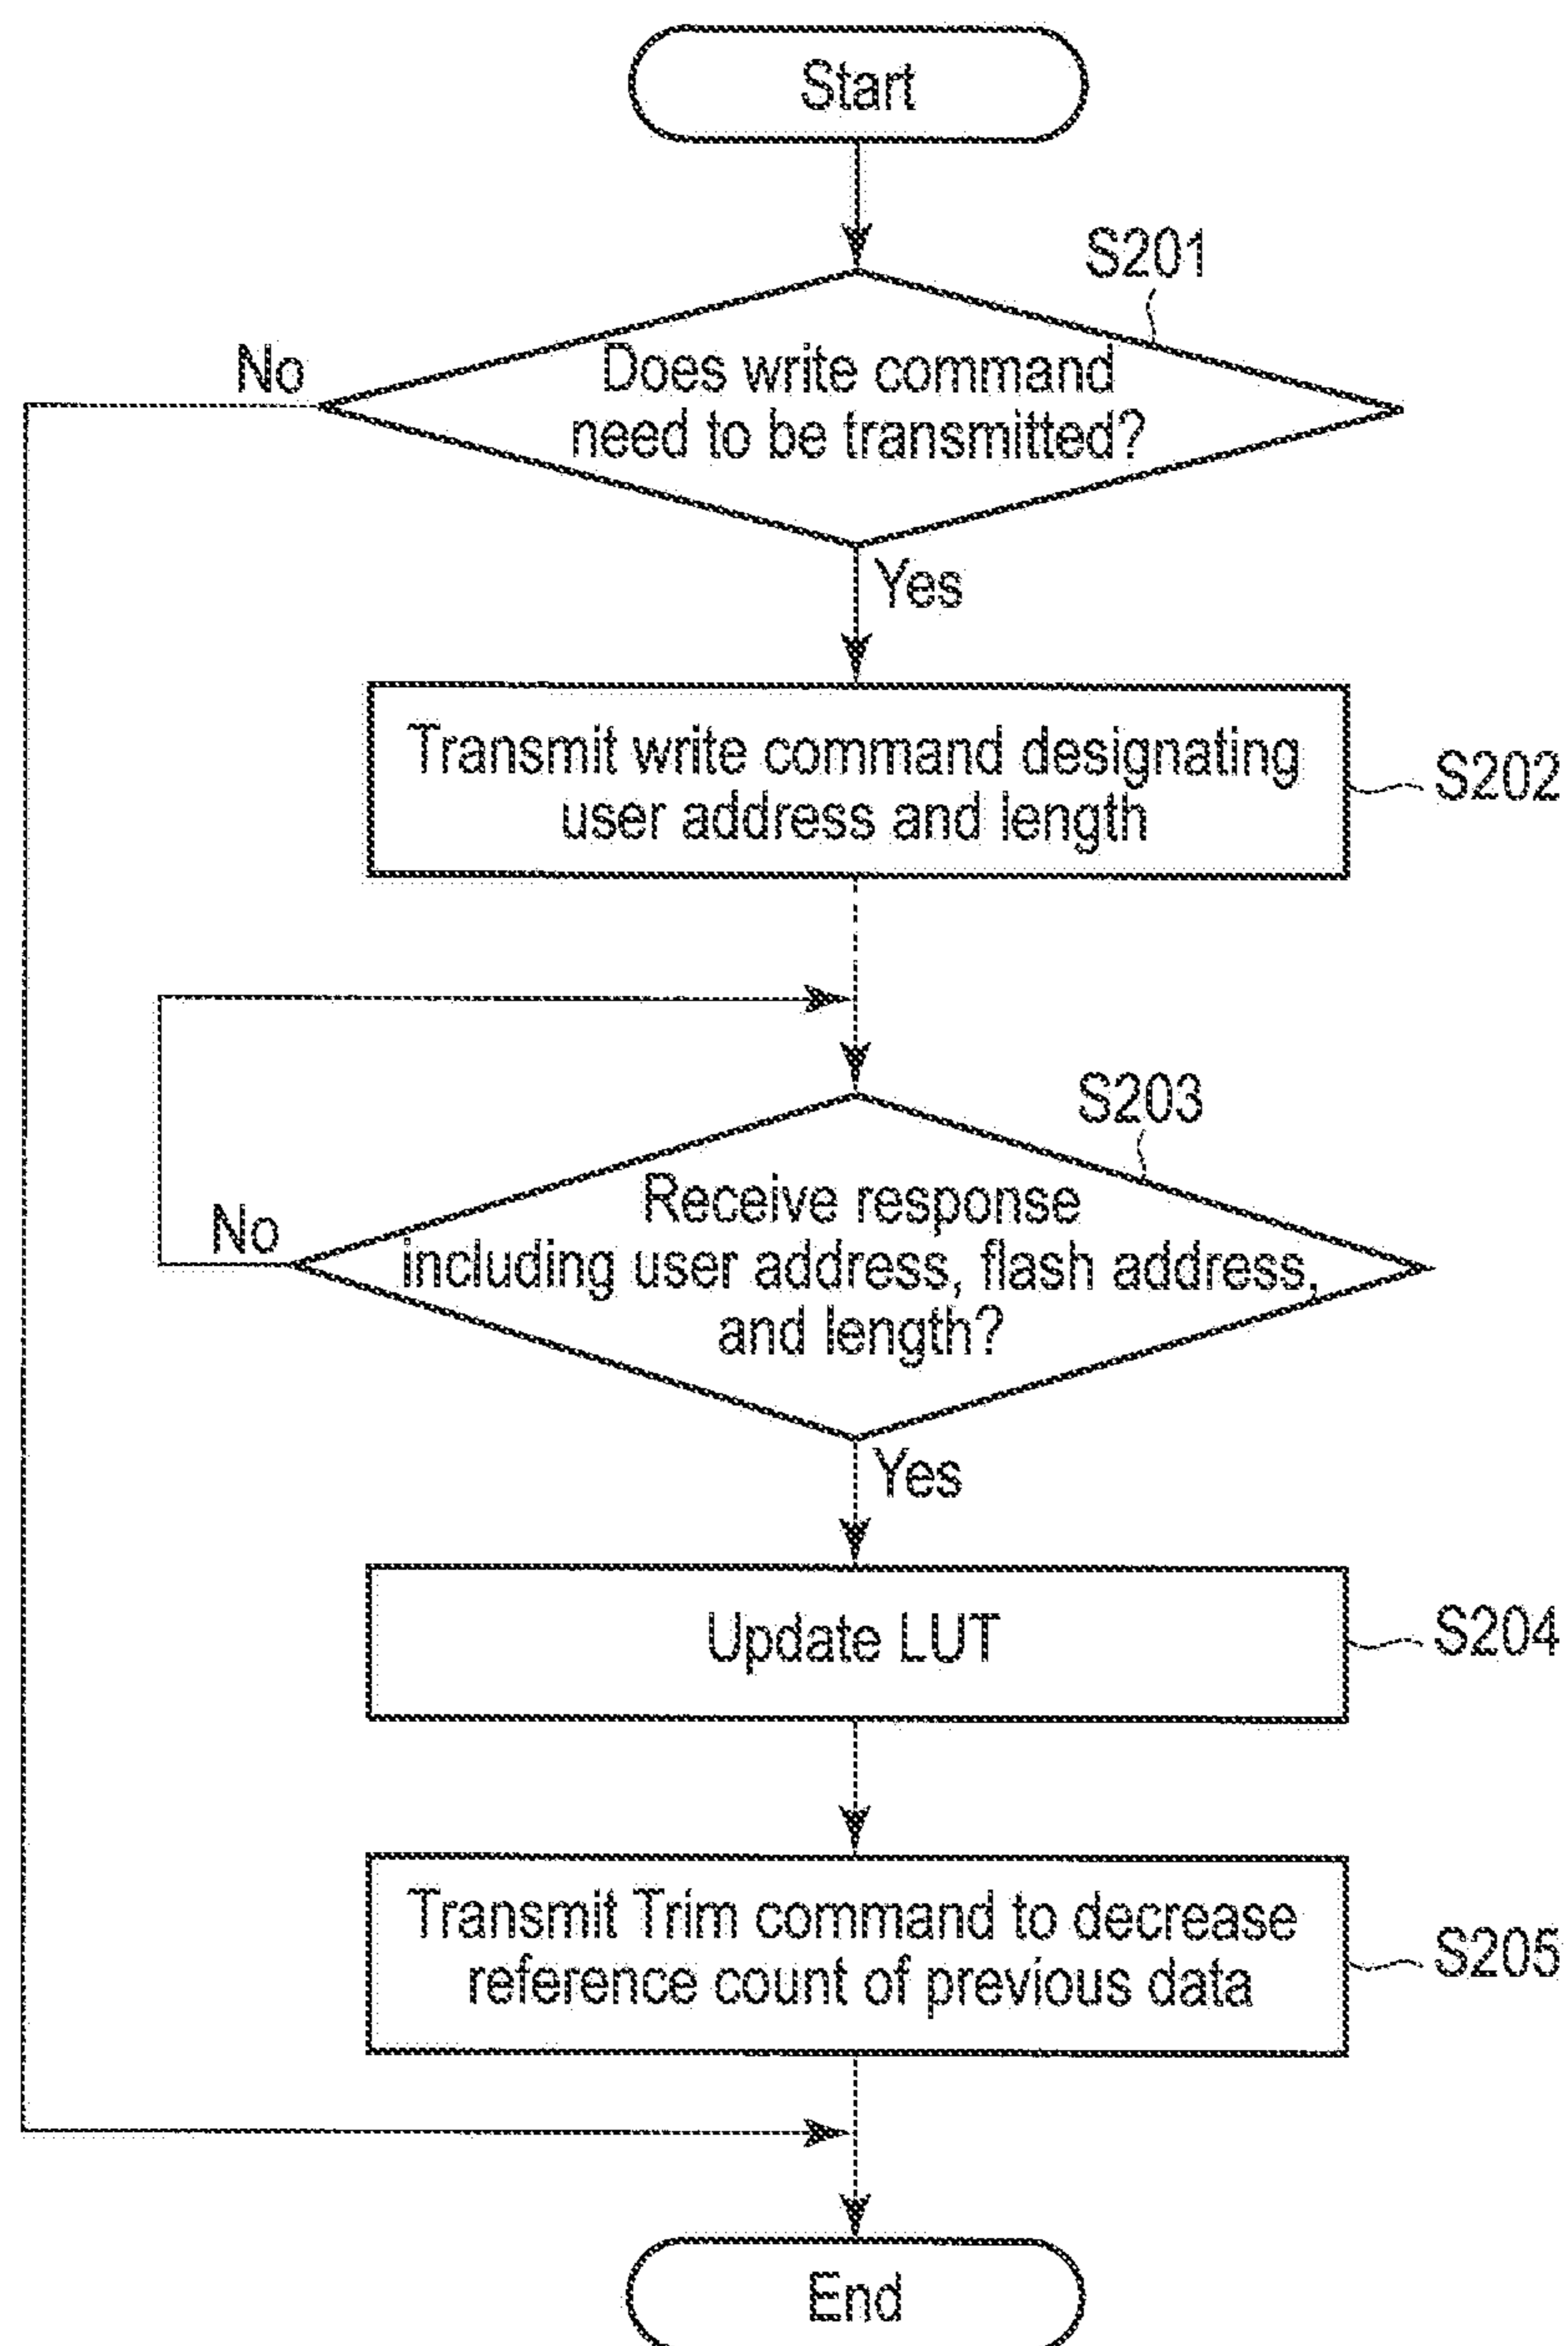 Start
S201
No
Does write command
need to be transmitted?
Yes
Transmit write command designating
user address and length
S202
S203
Receive response
including user address, flash address,
and length?
No
Yes
Update LUT
S204
Transmit Trim command to decrease
reference count of previous data
S205
End